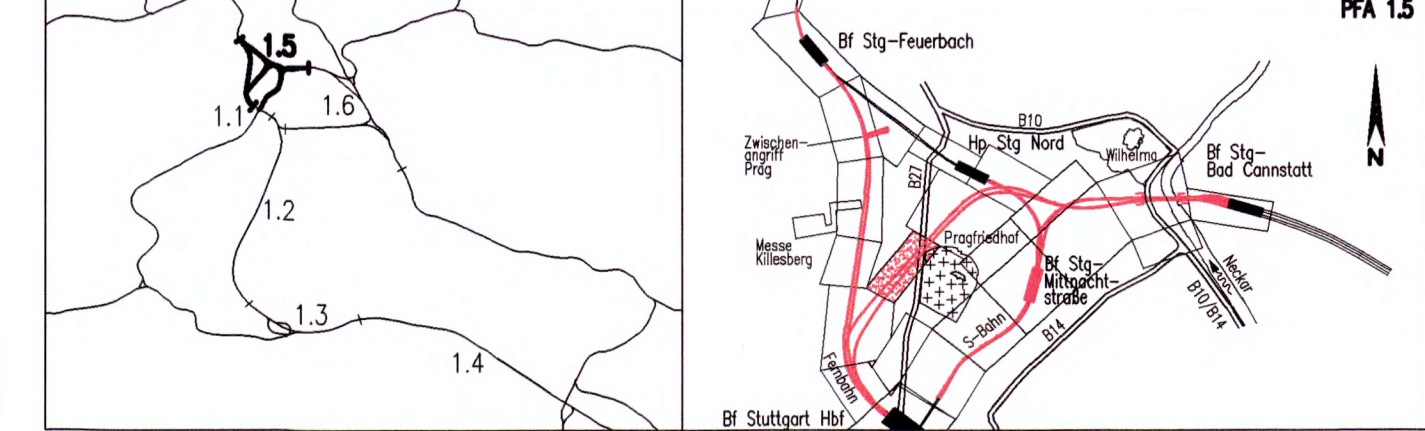 1.5
1.1
1.6
1.2
1.3
1.4
PFA 1.5
Bf Stg-Feuerbach
N
B10
Zwischen-
angriff
Prag
Hp Stg Nord
Wilhelma
Bf Stg-
Bad Cannstatt
B27
Messe
Killesberg
Pragfriedhof
Bf Stg-
Mittnacht-
straße
Neckar
B10/B14
S-Bahn
B14
Fernbahn
Bf Stuttgart Hbf